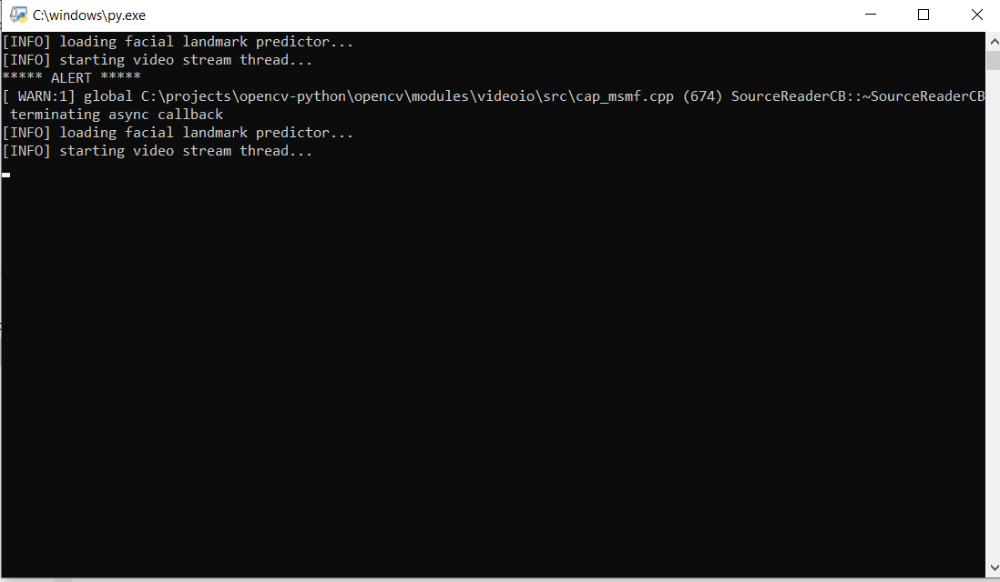 C:\windows\py.exe
[INFO] loading facial landmark predictor...
[INFO] starting video stream thread...
***** ALERT *****
[ WARN:1] global C:\projects\opencv-python\opencv\modules\videoio\src\cap_msmf.cpp (674) SourceReaderCB::~SourceReaderCB
terminating async callback
[INFO] loading facial landmark predictor...
[INFO] starting video stream thread...